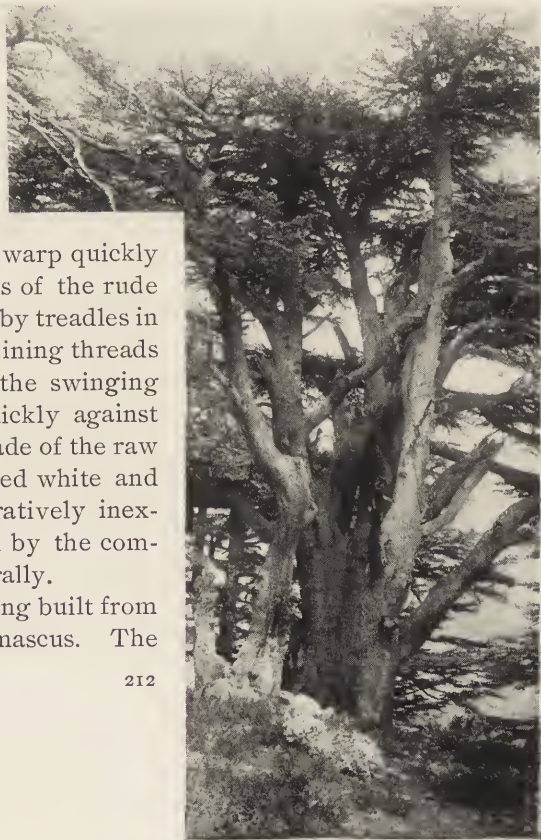 warp quickly
s of the rude
by treadles in
ining threads
the swinging
ickly against
ade of the raw
ed white and
ratively inex-
by the com-
rally.
ng built from
mascus. The
212